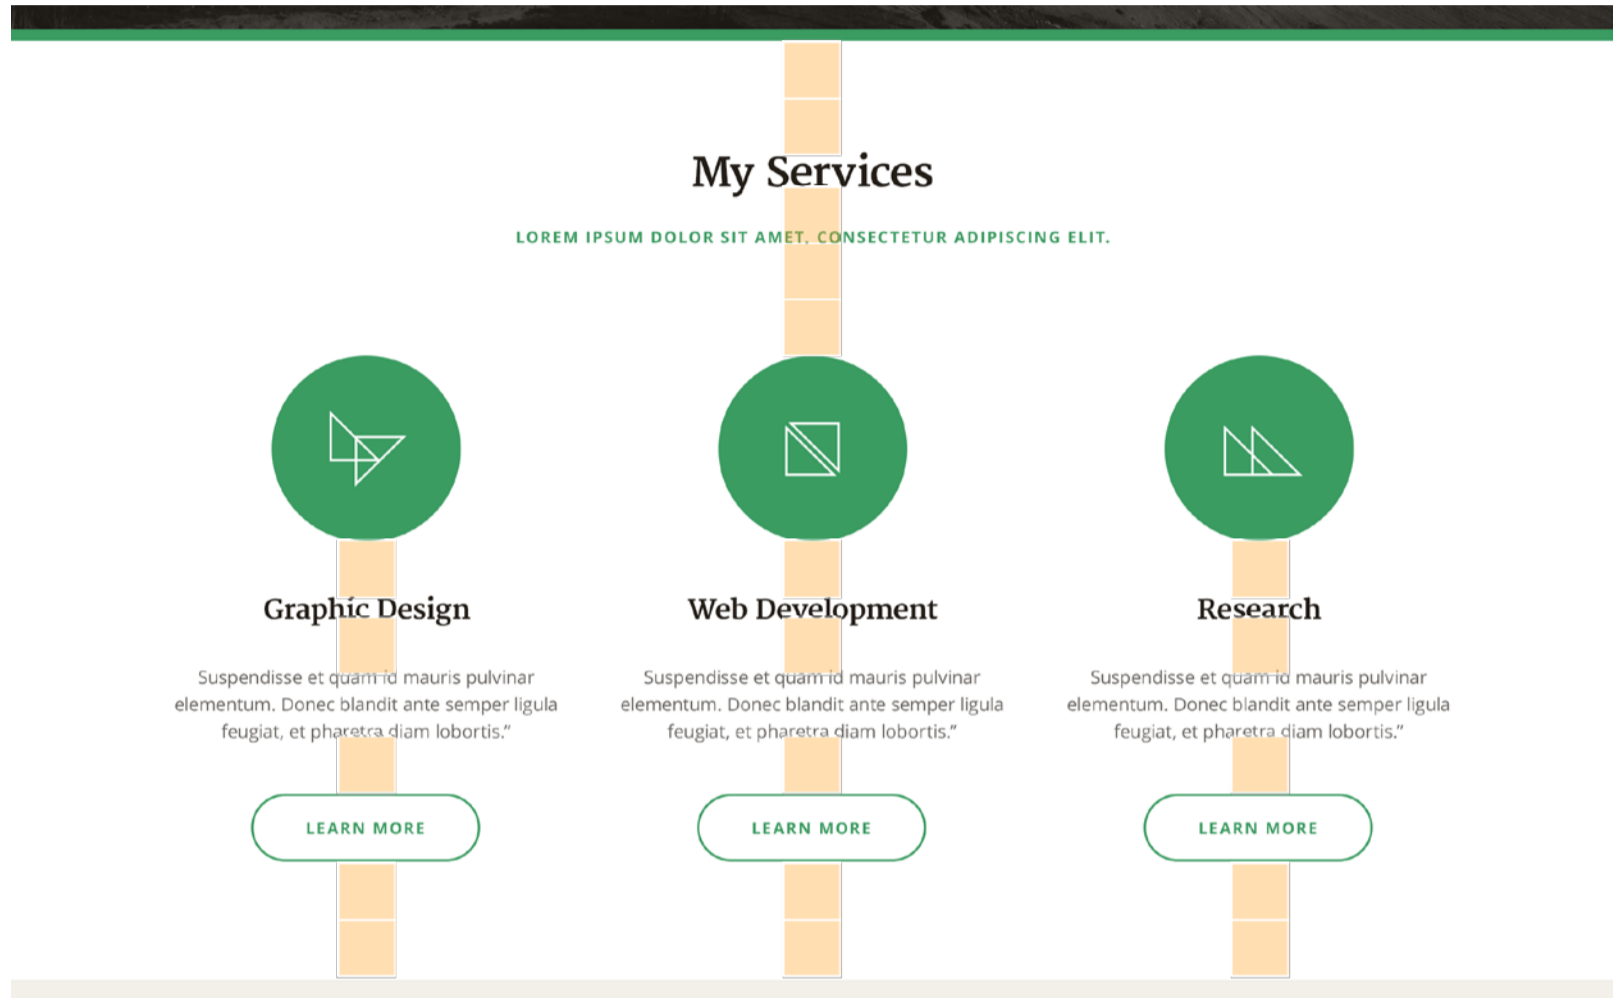 My Services
LOREM IPSUM DOLOR SIT AMET, CONSECTETUR ADIPISCING ELIT.
Graphic Design
Suspendisse et quam id mauris pulvinar
elementum. Donec blandit ante semper ligula
feugiat, et pharetra diam lobortis.”
LEARN MORE
Web Development
Suspendisse et quam id mauris pulvinar
elementum. Donec blandit ante semper ligula
feugiat, et pharetra diam lobortis.”
LEARN MORE
Research
Suspendisse et quam id mauris pulvinar
elementum. Donec blandit ante semper ligula
feugiat, et pharetra diam lobortis.”
LEARN MORE